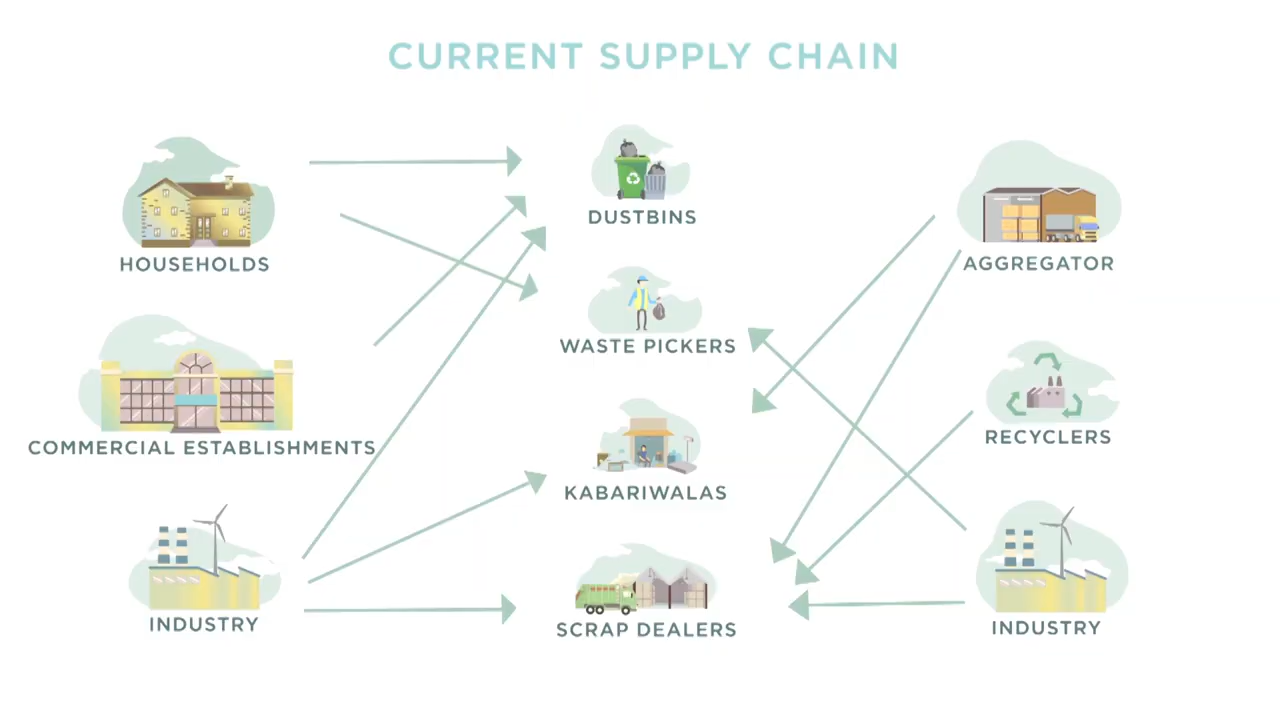 CURRENT SUPPLY CHAIN
HOUSEHOLDS
COMMERCIAL ESTABLISHMENTS
INDUSTRY
DUSTBINS
WASTE PICKERS
KABARIWALAS
SCRAP DEALERS
AGGREGATOR
RECYCLERS
INDUSTRY